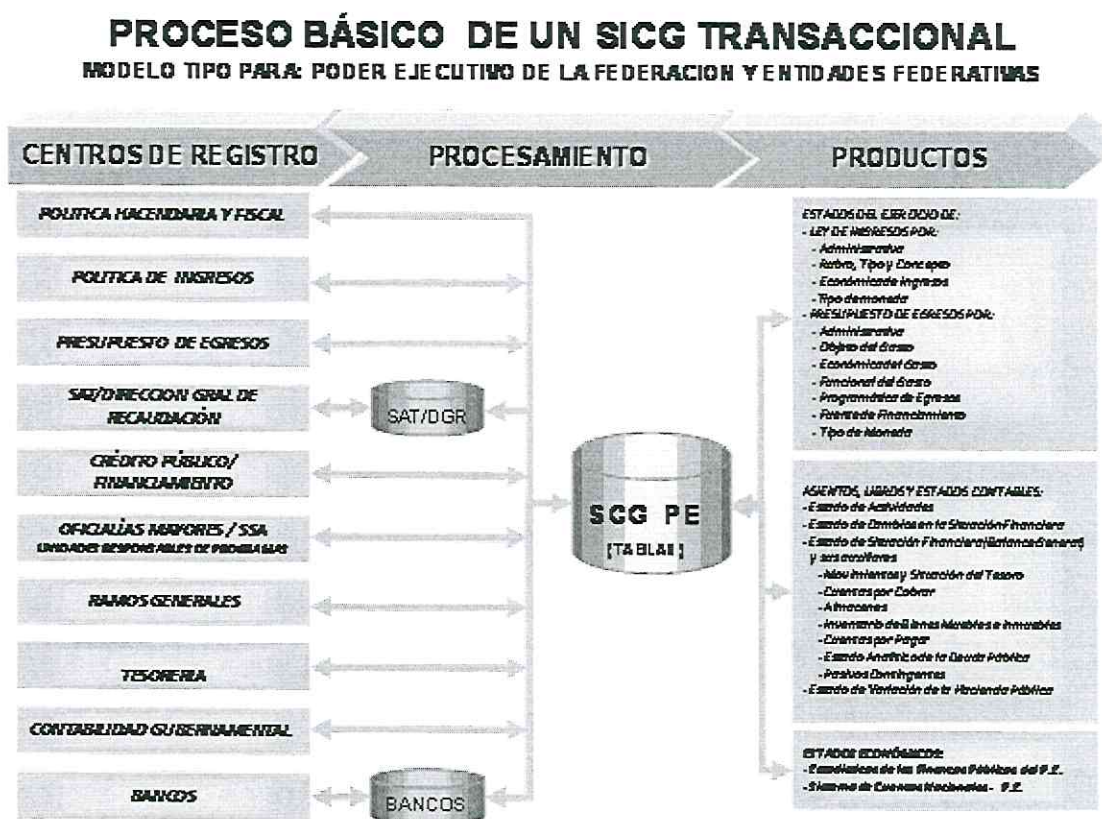 PROCESO BÁSICO DE UN SICG TRANSACCIONAL
MODELO TIPO PARA: PODER EJECUTIVO DE LA FEDERACION Y ENTIDADES FEDERATIVAS
CENTROS DE REGISTRO
PROCESAMIENTO
PRODUCTOS
POLITICA HACENDARIA Y FISCAL
POLITICA DE INGRESOS
PRESUPUESTO DE EGRESOS
SAT/DIRECCION GRAL DE
RECAUDACIÓN
CRÉDITO PÚBLICO/
FINANCIAMIENTO
OFICIALÍAS MAYORES / SSA
UNIDADES RESPONSABLES DE PROGRAMAS
RAMOS GENERALES
TESORERIA
CONTABILIDAD GUBERNAMENTAL
BANCOS
SAT/DGR
BANCOS
SCG PE
[TABLAS]
ESTADOS DEL EJERCICIO DE:
- LEY DE INGRESOS POR:
- Administrativa
- Rubro, Tipo y Concepto
- Económica de Ingresos
- Tipo de moneda
- PRESUPUESTO DE EGRESOS POR:
- Administrativa
- Objeto del Gasto
- Económica del Gasto
- Funcional del Gasto
- Programática de Egresos
- Fuente de Financiamiento
- Tipo de Moneda
ASIENTOS, LIBROS Y ESTADOS CONTABLES:
- Estado de Actividades
- Estado de Cambios en la Situación Financiera
- Estado de Situación Financiera (Balance General)
y sus auxiliares
- Movimientos y Situación del Tesoro
- Cuentas por Cobrar
- Almacenes
- Inventario de Bienes Muebles e Inmuebles
- Cuentas por Pagar
- Estado Analítico de la Deuda Pública
- Pasivos Contingentes
- Estado de Variación de la Hacienda Pública
ESTADOS ECONÓMICOS:
- Estadísticas de las Finanzas Públicas del P.E.
- Sistema de Cuentas Nacionales - P.E.